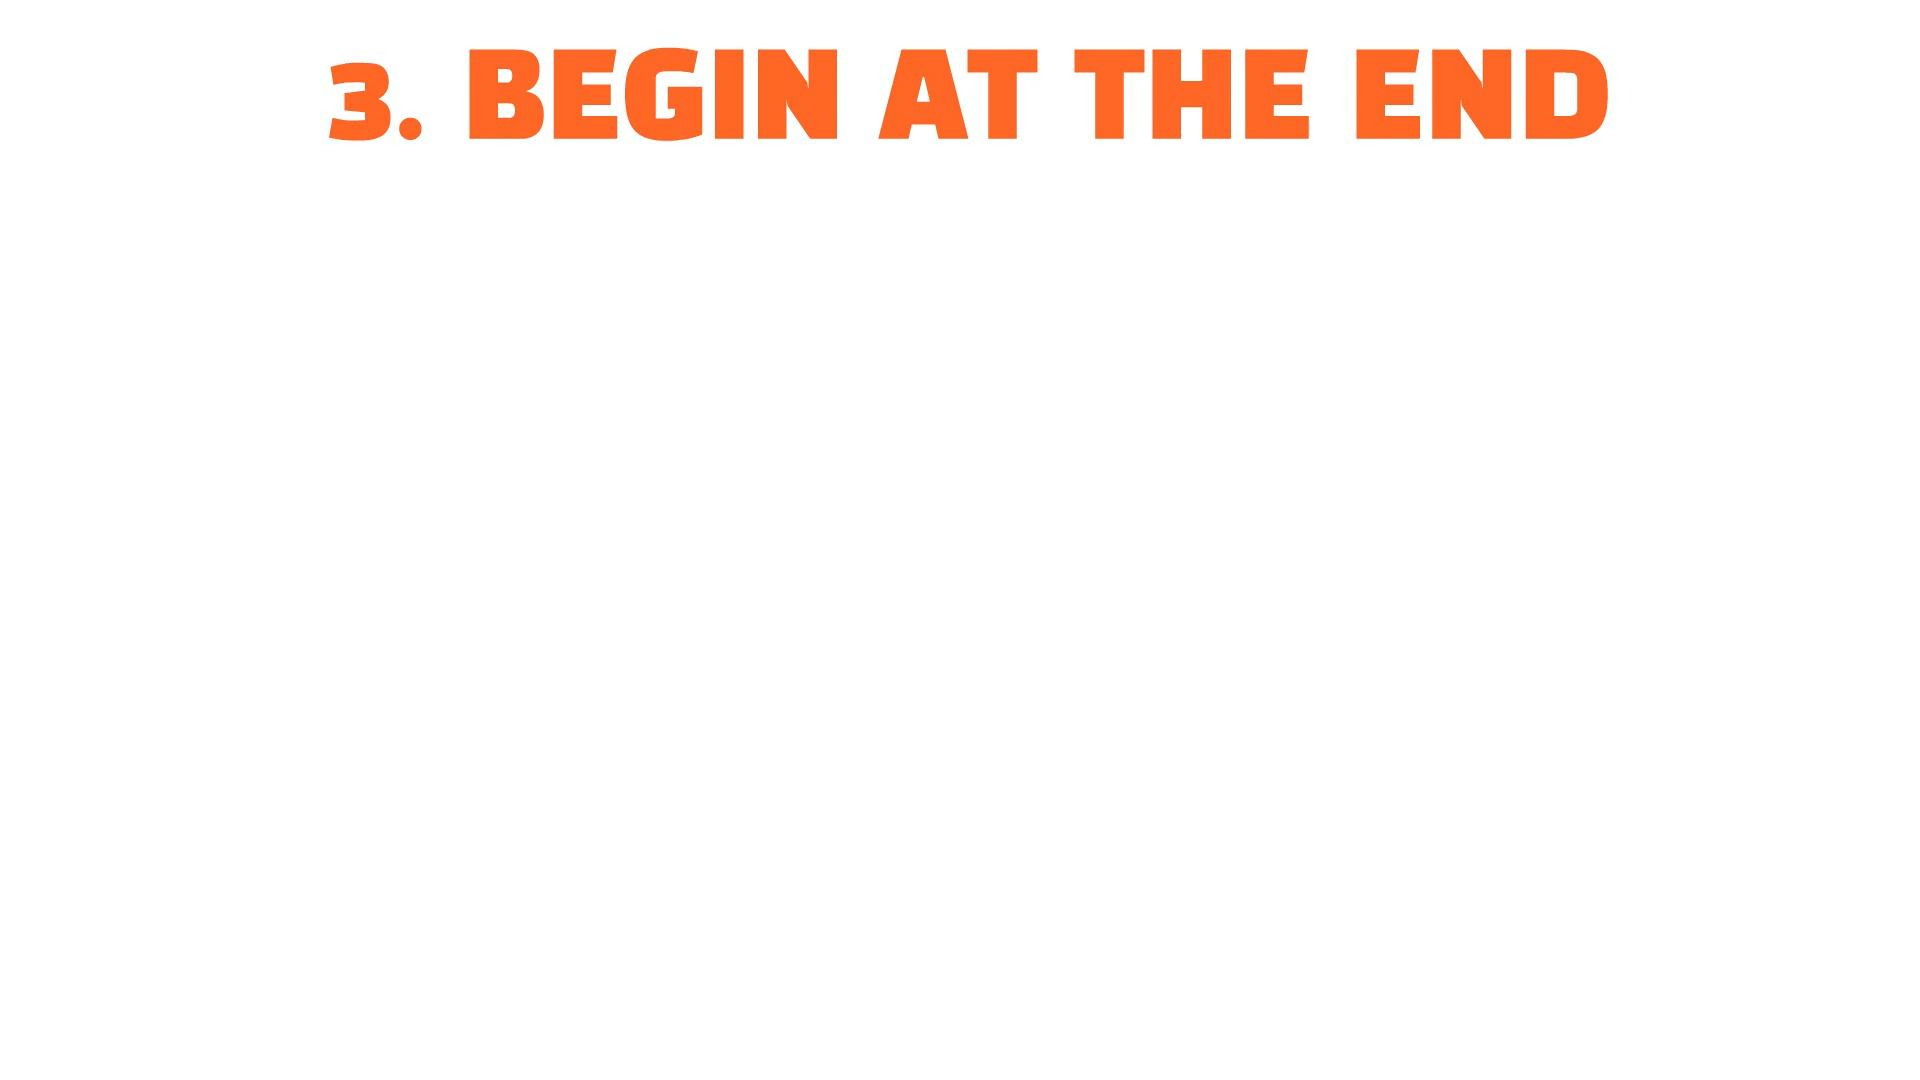 3. BEGIN AT THE END